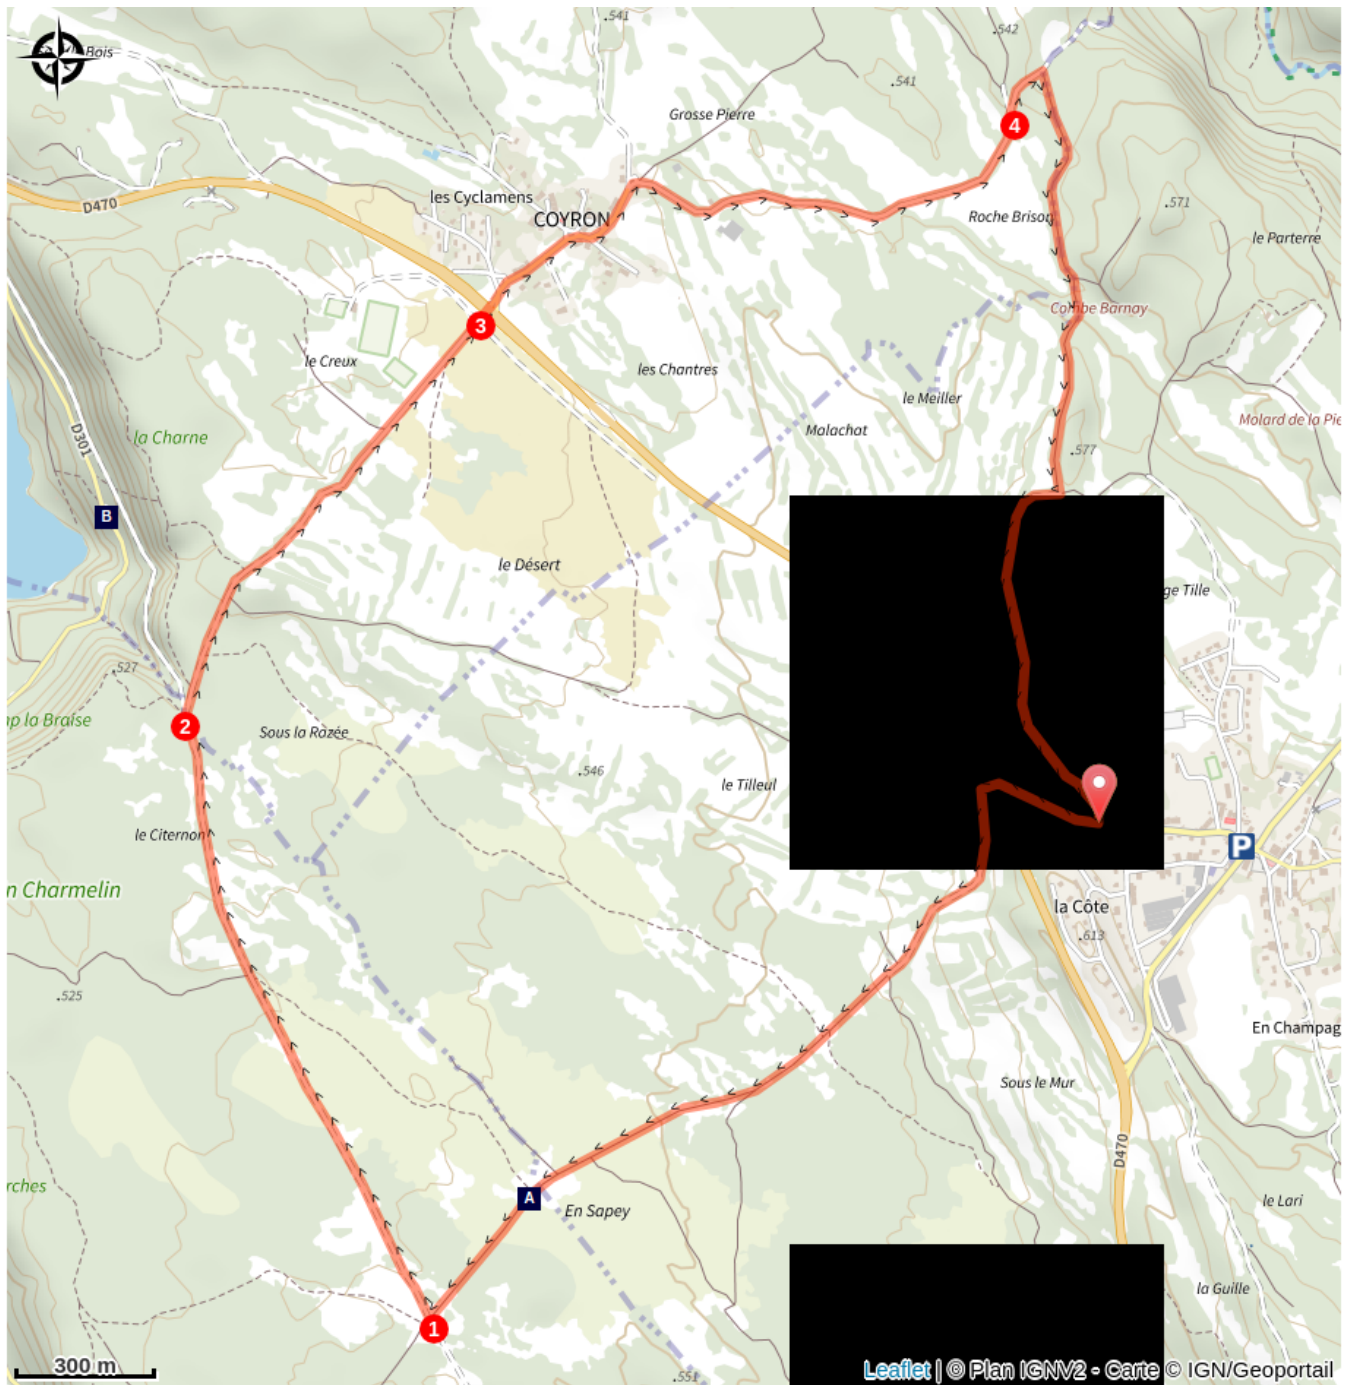 .541
.542
Bois
.541
Grosse Pierre
4
les Cyclamens
D470
COYRON
.571
Roche Brison
le Parterre
Combe Barnay
3
le Creux
les Chantres
le Meiller
Molard de la Pie
D301
la Charne
Malachat
.577
B
le Désert
ge Tille
.527
2
p la Braise
Sous la Razée
.546
le Tilleul
le Citernon
P
n Charmelin
la Côte
.613
.525
En Champag
Sous le Mur
D470
rches
A
En Sapey
le Lari
la Guille
1
300 m
.551
Leaflet | © Plan IGNV2 - Carte © IGN/Geoportail